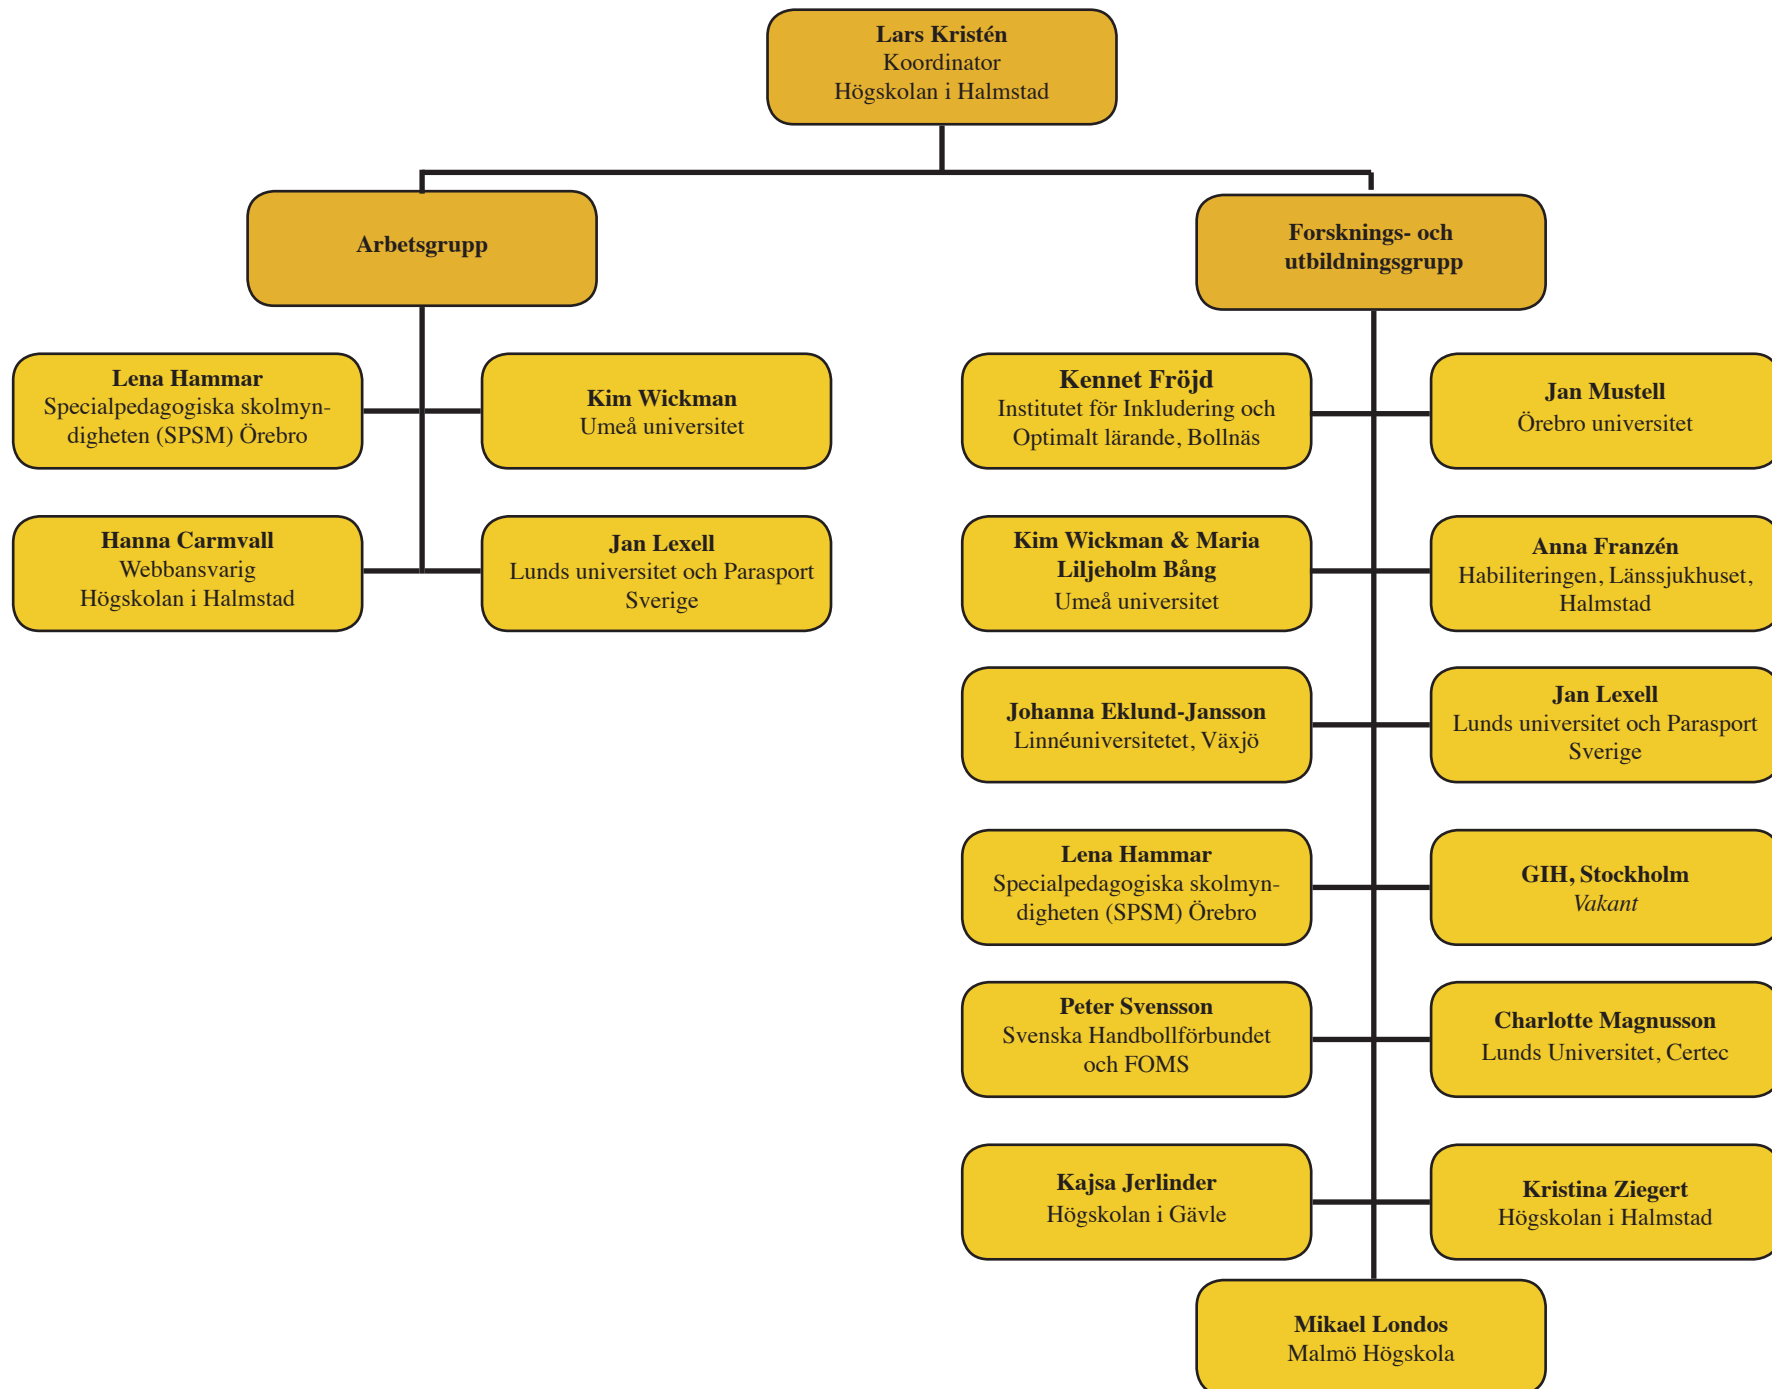 Lars Kristén
Koordinator
Högskolan i Halmstad
Arbetsgrupp
Forsknings- och
utbildningsgrupp
Lena Hammar
Specialpedagogiska skolmyn-
digheten (SPSM) Örebro
Kim Wickman
Umeå universitet
Hanna Carmvall
Webbansvarig
Högskolan i Halmstad
Jan Lexell
Lunds universitet och Parasport
Sverige
Kennet Fröjd
Institutet för Inkludering och
Optimalt lärande, Bollnäs
Jan Mustell
Örebro universitet
Kim Wickman & Maria
Liljeholm Bång
Umeå universitet
Anna Franzén
Habiliteringen, Länssjukhuset,
Halmstad
Johanna Eklund-Jansson
Linnéuniversitetet, Växjö
Jan Lexell
Lunds universitet och Parasport
Sverige
Lena Hammar
Specialpedagogiska skolmyn-
digheten (SPSM) Örebro
GIH, Stockholm
Vakant
Peter Svensson
Svenska Handbollförbundet
och FOMS
Charlotte Magnusson
Lunds Universitet, Certec
Kajsa Jerlinder
Högskolan i Gävle
Kristina Ziegert
Högskolan i Halmstad
Mikael Londos
Malmö Högskola